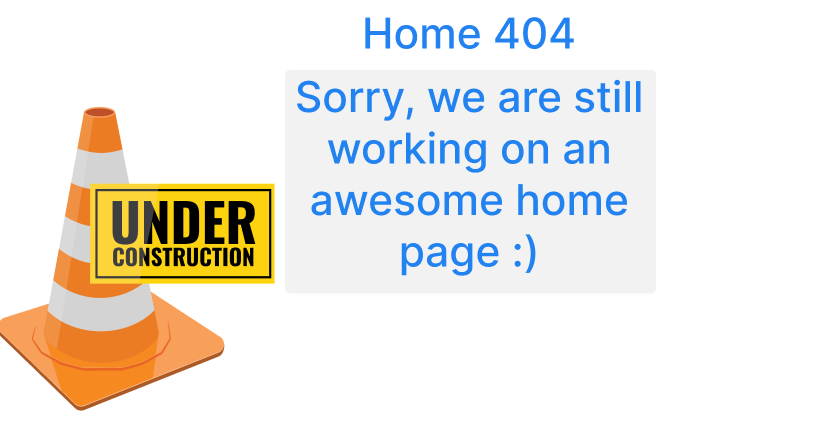 Home 404
Sorry, we are still
working on an
awesome home
page :)
UNDER
CONSTRUCTION